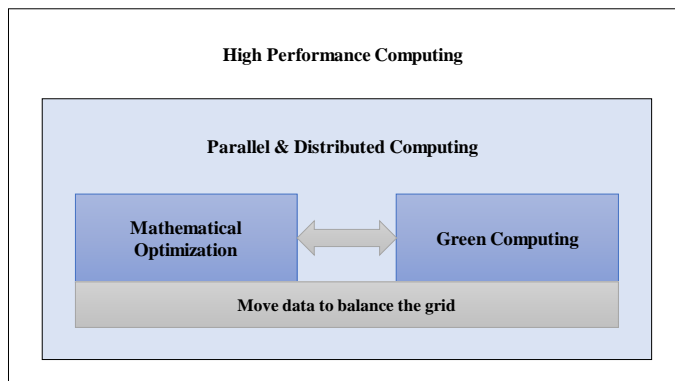 High Performance Computing
Parallel & Distributed Computing
Mathematical
Optimization
Green Computing
Move data to balance the grid